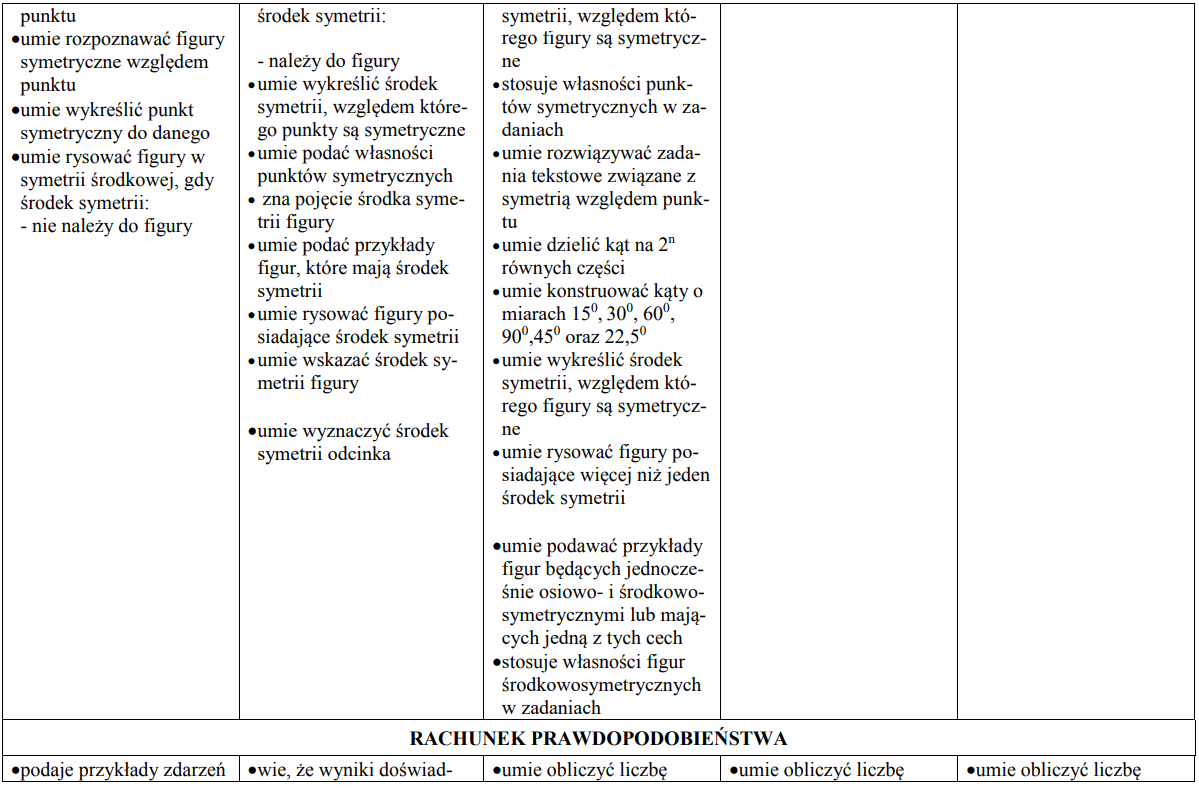 punktu
•umie rozpoznawać figury
symetryczne względem
punktu
•umie wykreślić punkt
symetryczny do danego
•umie rysować figury w
symetrii środkowej, gdy
środek symetrii:
- nie należy do figury
środek symetrii:
- należy do figury
•umie wykreślić środek
symetrii, względem które-
go punkty są symetryczne
•umie podać własności
punktów symetrycznych
• zna pojęcie środka syme-
trii figury
•umie podać przykłady
figur, które mają środek
symetrii
•umie rysować figury po-
siadające środek symetrii
•umie wskazać środek sy-
metrii figury
•umie wyznaczyć środek
symetrii odcinka
symetrii, względem któ-
rego figury są symetrycz-
ne
•stosuje własności punk-
tów symetrycznych w za-
daniach
•umie rozwiązywać zada-
nia tekstowe związane z
symetrią względem punk-
tu
•umie dzielić kąt na 2ⁿ
równych części
•umie konstruować kąty o
miarach 15⁰, 30⁰, 60⁰,
90⁰,45⁰ oraz 22,5⁰
•umie wykreślić środek
symetrii, względem któ-
rego figury są symetrycz-
ne
•umie rysować figury po-
siadające więcej niż jeden
środek symetrii
•umie podawać przykłady
figur będących jednocze-
śnie osiowo- i środkowo-
symetrycznymi lub mają-
cych jedną z tych cech
•stosuje własności figur
środkowosymetrycznych
w zadaniach
RACHUNEK PRAWDOPODOBIEŃSTWA
•podaje przykłady zdarzeń
•wie, że wyniki doświad-
•umie obliczyć liczbę
•umie obliczyć liczbę
•umie obliczyć liczbę